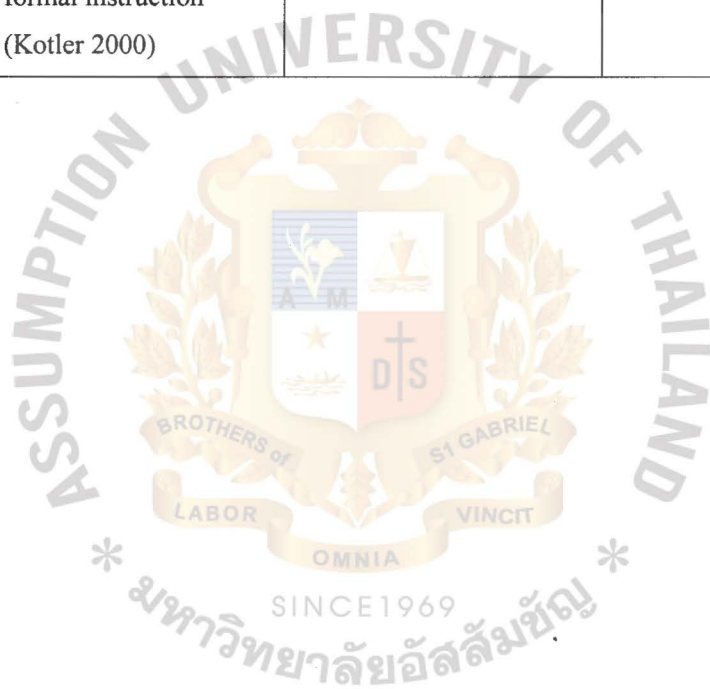 formal instruction
(Kotler 2000)
UNIVERSITY OF THAILAND
ASSUMPTION
A M
D S
BROTHERS of
S1 GABRIEL
LABOR
VINCIT
OMNIA
* *
SINCE1969
มหาวิทยาลัยอัสสัมชัญ